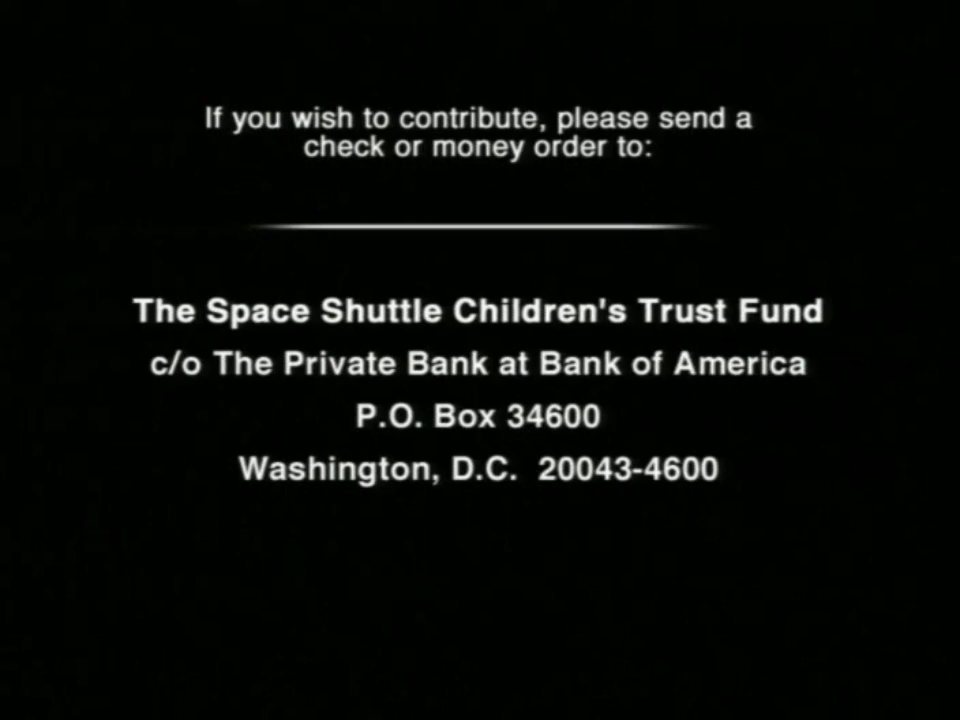 If you wish to contribute, please send a
check or money order to:
The Space Shuttle Children's Trust Fund
c/o The Private Bank at Bank of America
P.O. Box 34600
Washington, D.C.  20043-4600